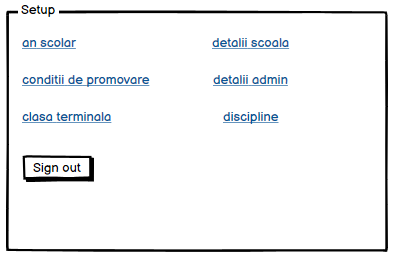 Setup
an scolar detalii scoala
conditii de promovare detalii admin
clasa terminala discipline
Sign out